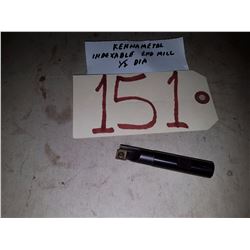 KENNAMETAL
INDEXABLE END MILL
1/2 DIA
151